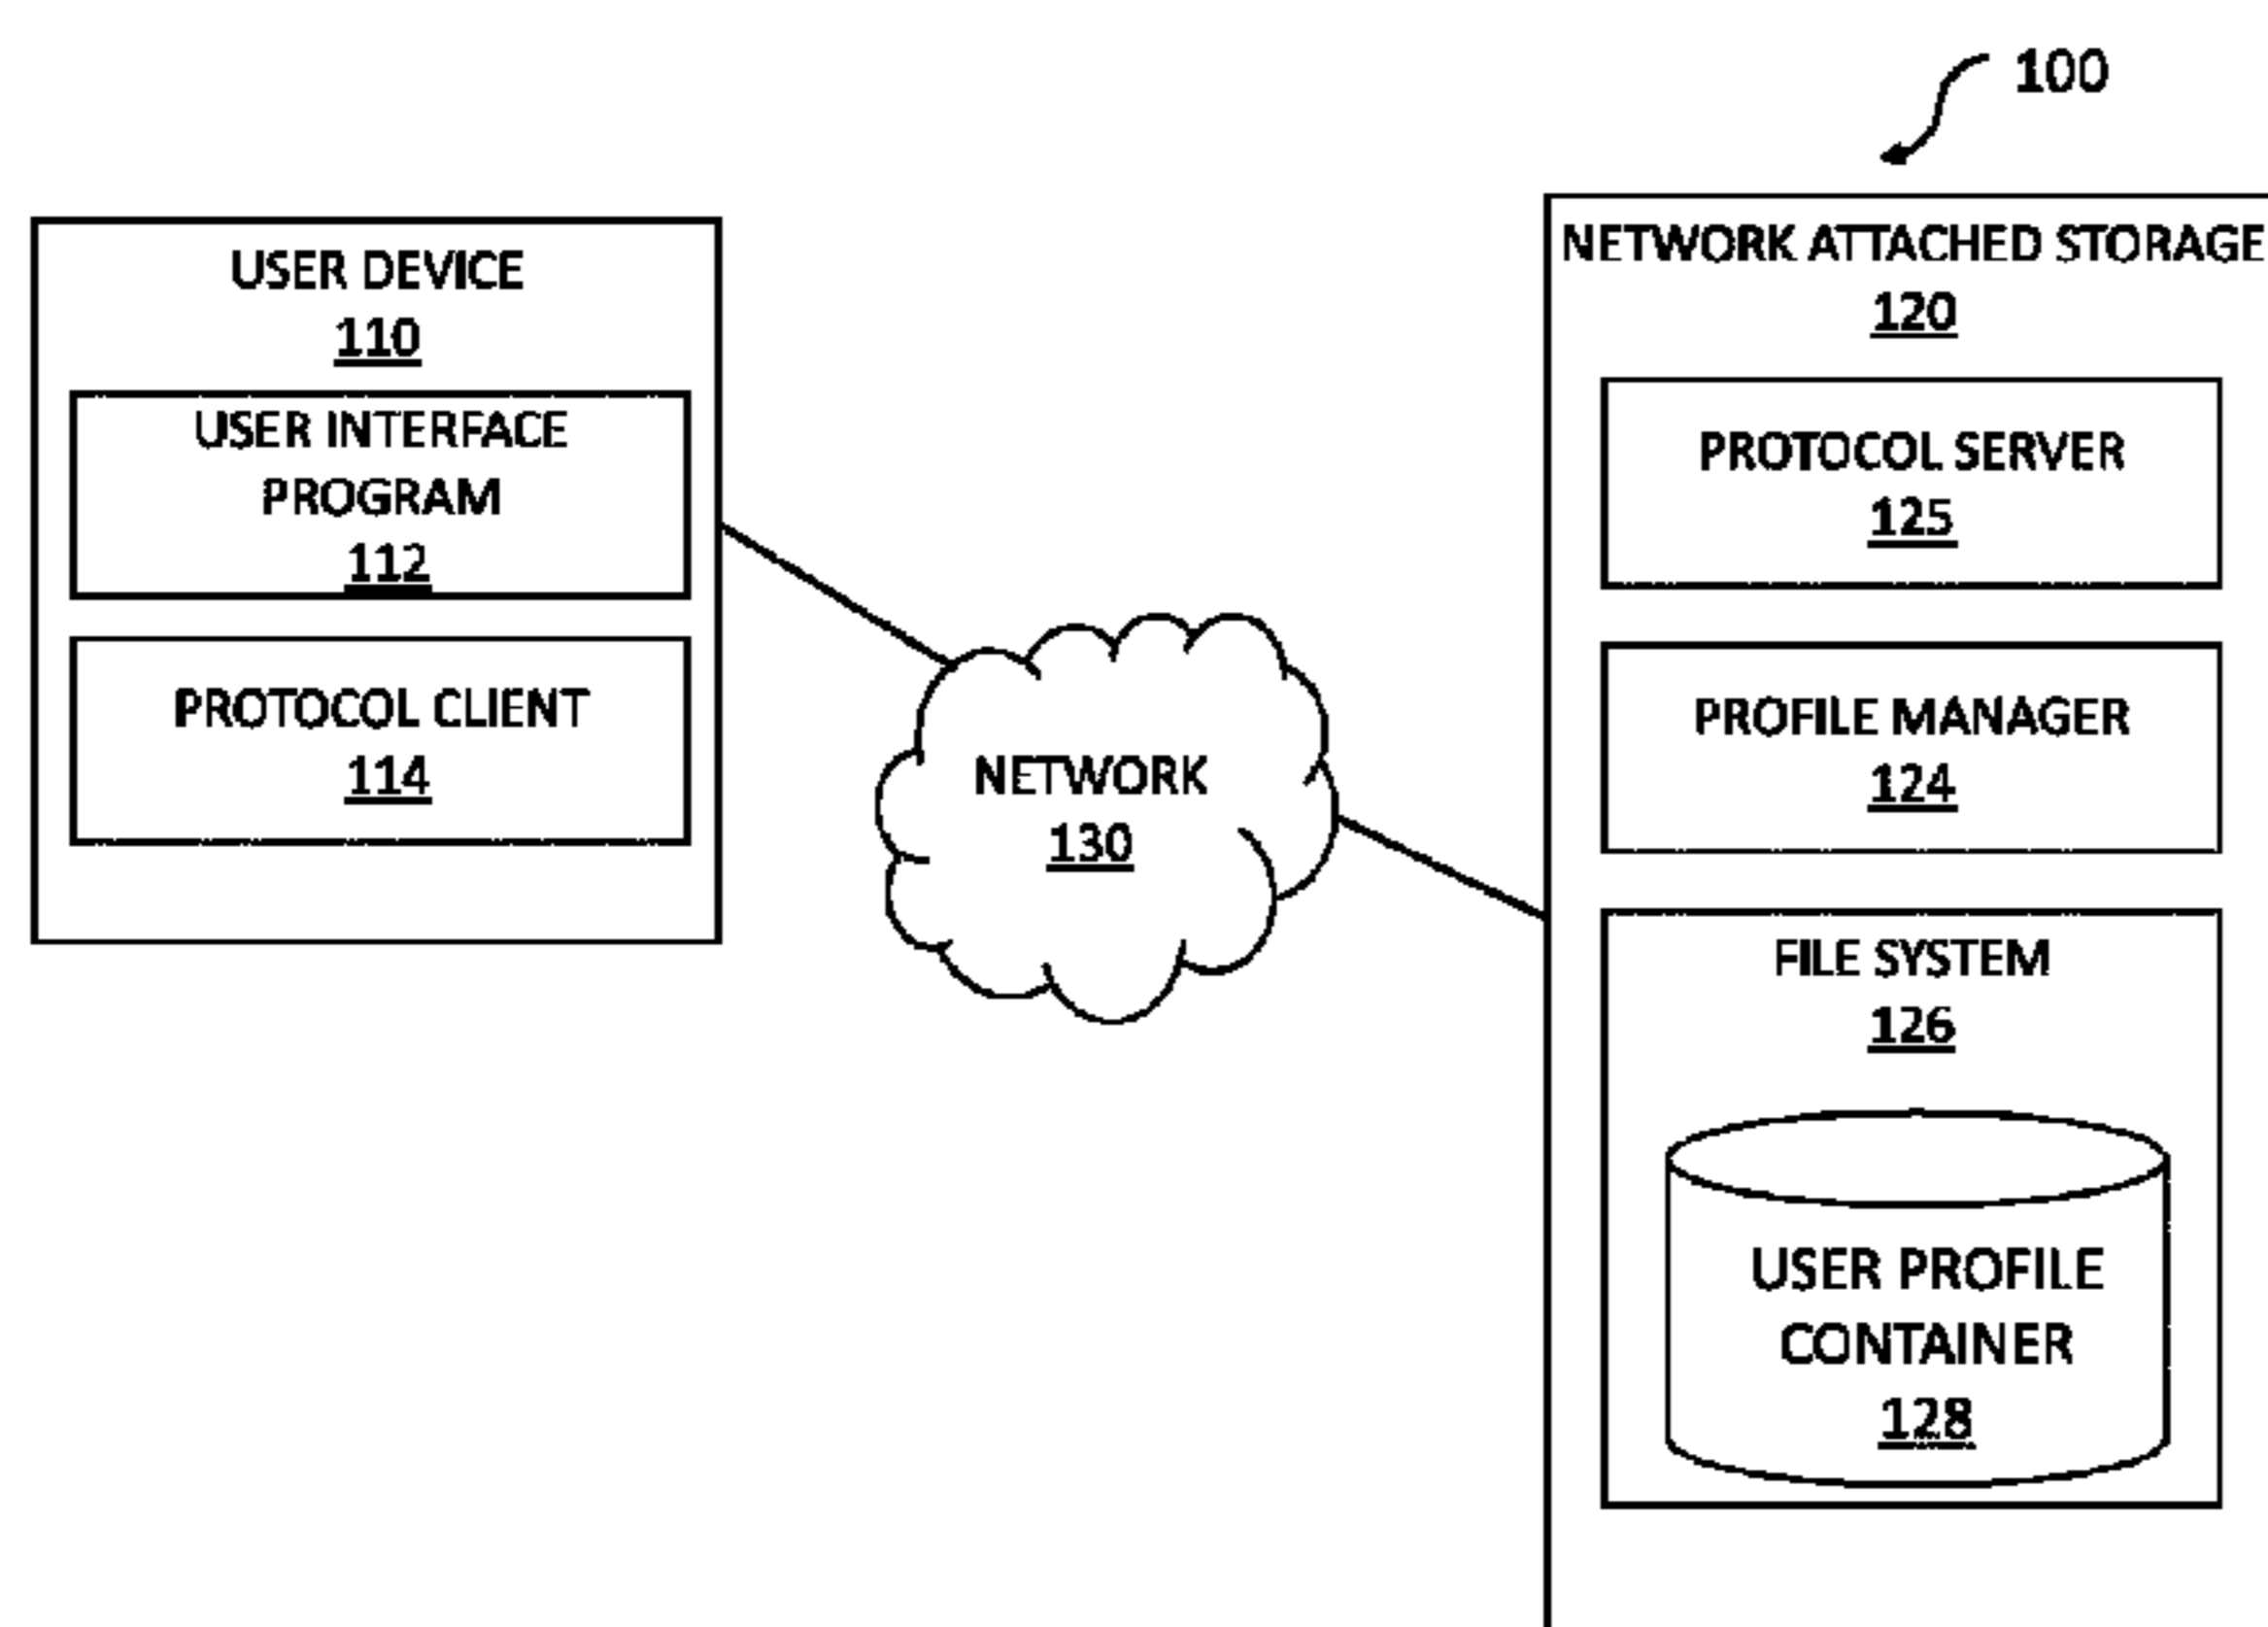 100
USER DEVICE
110
USER INTERFACE
PROGRAM
112
PROTOCOL CLIENT
114
NETWORK
130
NETWORK ATTACHED STORAGE
120
PROTOCOL SERVER
125
PROFILE MANAGER
124
FILE SYSTEM
126
USER PROFILE
CONTAINER
128